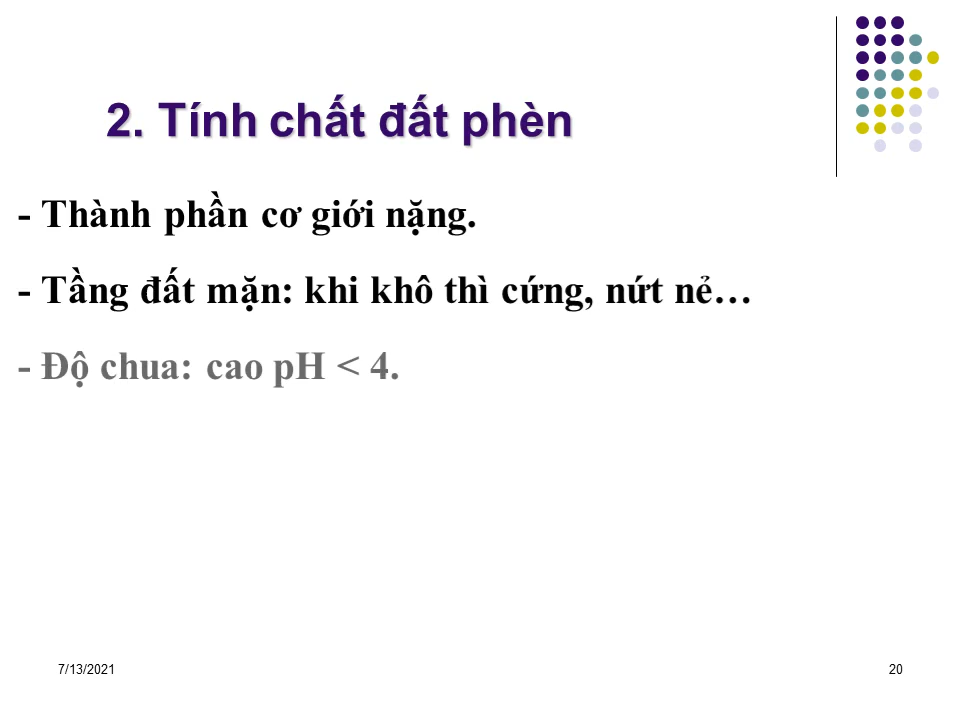 2. Tính chất đất phèn
- Thành phần cơ giới nặng.
- Tầng đất mặn: khi khô thì cứng, nứt nẻ…
- Độ chua: cao pH < 4.
7/13/2021
20